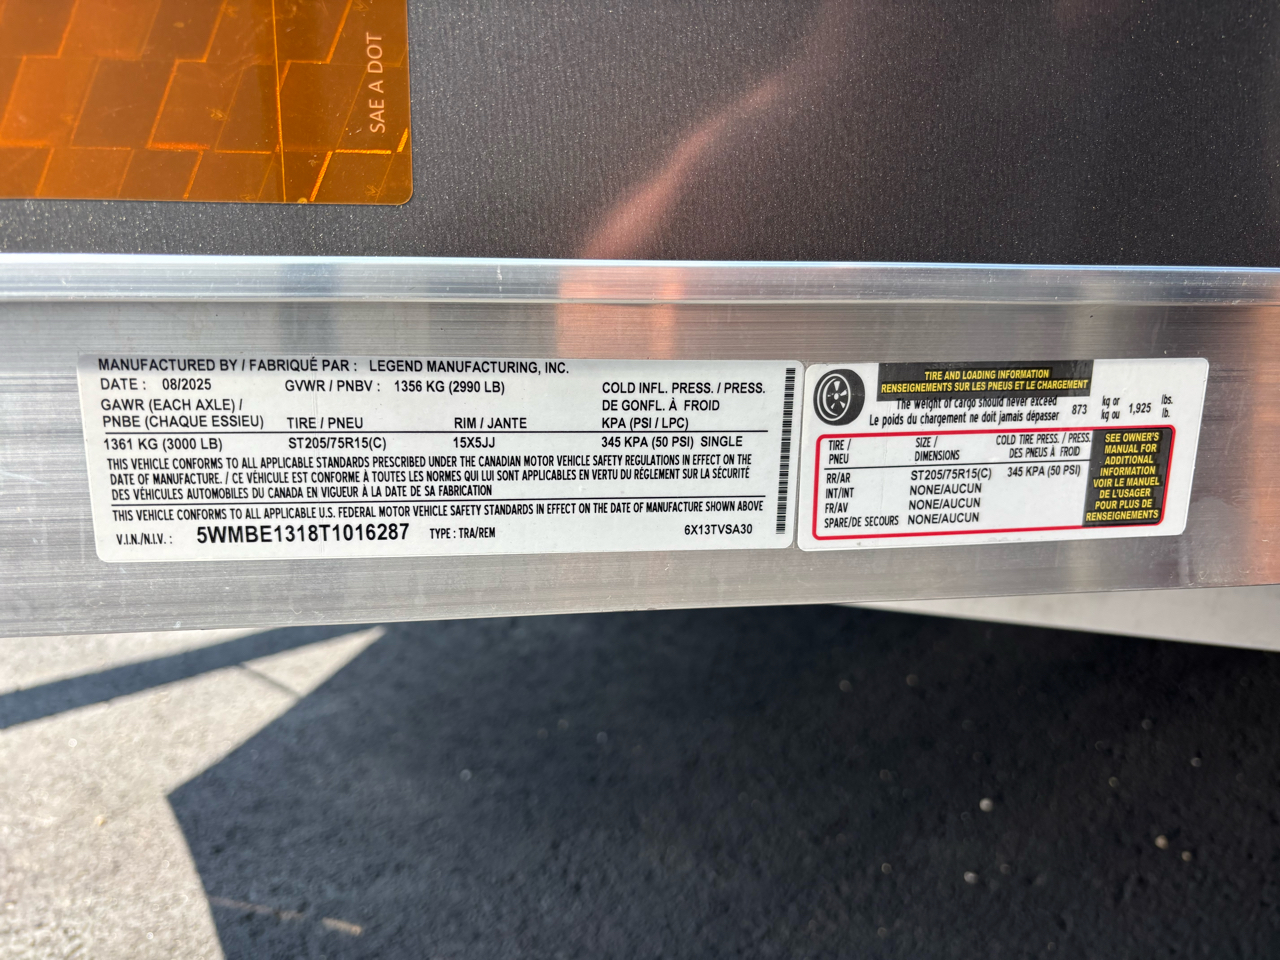 SAE A DOT
MANUFACTURED BY / FABRIQUÉ PAR : LEGEND MANUFACTURING, INC.
DATE : 08/2025 GVWR / PNBV : 1356 KG (2990 LB)
COLD INFL. PRESS. / PRESS.
GAWR (EACH AXLE) / DE GONFL. À FROID
PNBE (CHAQUE ESSIEU) TIRE / PNEU RIM / JANTE KPA (PSI / LPC)
1361 KG (3000 LB) ST205/75R15(C) 15X5JJ 345 KPA (50 PSI) SINGLE
THIS VEHICLE CONFORMS TO ALL APPLICABLE STANDARDS PRESCRIBED UNDER THE CANADIAN MOTOR VEHICLE SAFETY REGULATIONS IN EFFECT ON THE
DATE OF MANUFACTURE. / CE VÉHICULE EST CONFORME À TOUTES LES NORMES QUI LUI SONT APPLICABLES EN VERTU DU RÈGLEMENT SUR LA SÉCURITÉ
DES VÉHICULES AUTOMOBILES DU CANADA EN VIGUEUR À LA DATE DE SA FABRICATION
THIS VEHICLE CONFORMS TO ALL APPLICABLE U.S. FEDERAL MOTOR VEHICLE SAFETY STANDARDS IN EFFECT ON THE DATE OF MANUFACTURE SHOWN ABOVE
V.I.N./N.I.V. : 5WMBE1318T1016287 TYPE : TRA/REM 6X13TVSA30
TIRE AND LOADING INFORMATION
RENSEIGNEMENTS SUR LES PNEUS ET LE CHARGEMENT
The weight of cargo should never exceed 873 kg or 1,925 lbs.
Le poids du chargement ne doit jamais dépasser kg ou lb.
TIRE / SIZE / COLD TIRE PRESS. / PRESS.
PNEU DIMENSIONS DES PNEUS À FROID
RR/AR ST205/75R15(C) 345 KPA (50 PSI)
INT/INT NONE/AUCUN
FR/AV NONE/AUCUN
SPARE/DE SECOURS NONE/AUCUN
SEE OWNER'S
MANUAL FOR
ADDITIONAL
INFORMATION
VOIR LE MANUEL
DE L'USAGER
POUR PLUS DE
RENSEIGNEMENTS